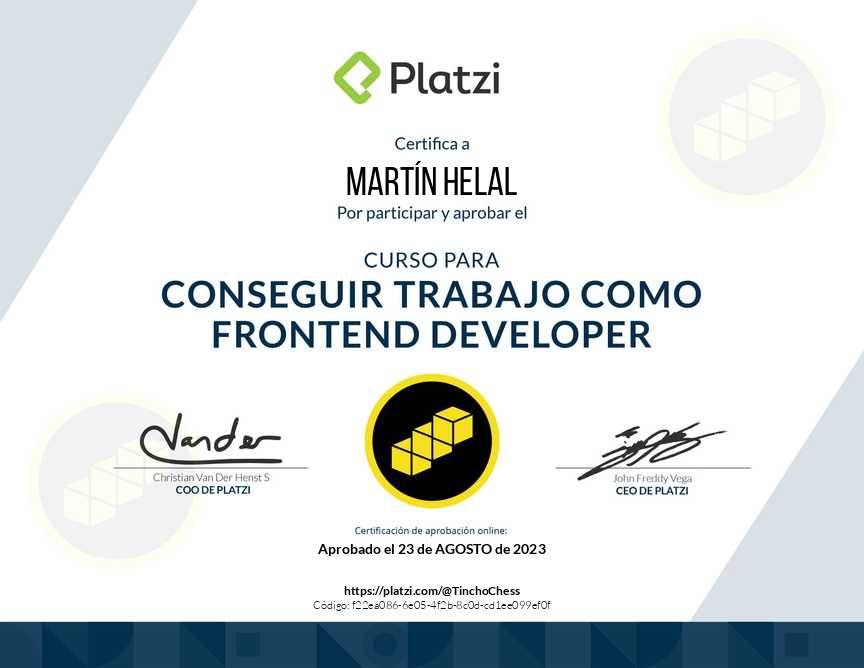 Platzi
Certifica a
MARTÍN HELAL
Por participar y aprobar el
CURSO PARA
CONSEGUIR TRABAJO COMO
FRONTEND DEVELOPER
Vander
Christian Van Der Henst S
COO DE PLATZI
John Freddy Vega
CEO DE PLATZI
Certificación de aprobación online:
Aprobado el 23 de AGOSTO de 2023
https://platzi.com/@TinchoChess
Código: f22ea086-6e05-4f2b-8c0d-cd1ee099ef0f